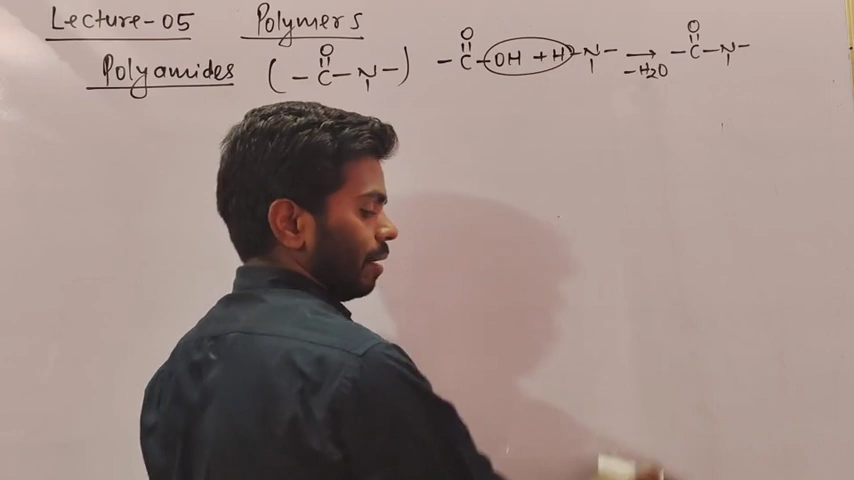 Lecture-05 Polymers
Polyamides (-C(=O)-N-) -C(=O)-OH + H-N- → -H2O -C(=O)-N-